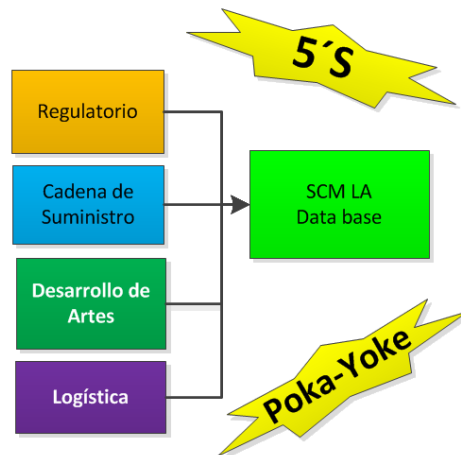 5´S
Regulatorio
Cadena de
Suministro
SCM LA
Data base
Desarrollo de
Artes
Logística
Poka-Yoke